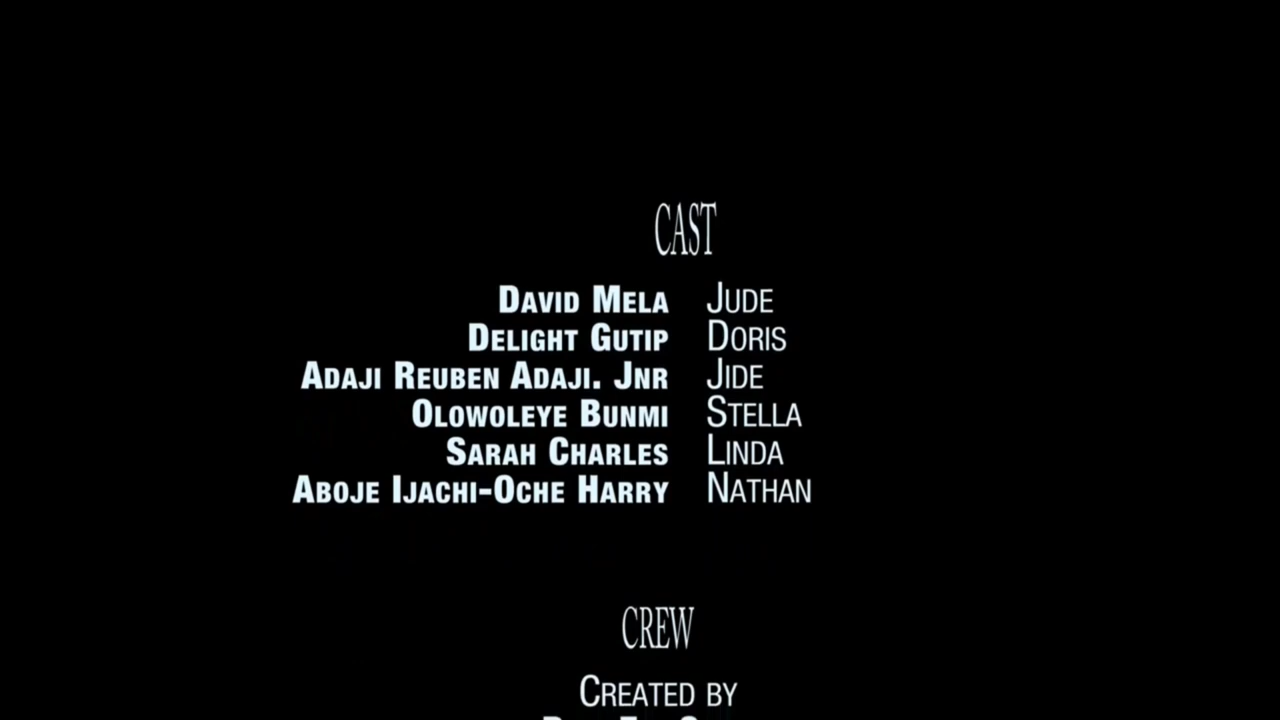 CAST
DAVID MELA JUDE
DELIGHT GUTIP DORIS
ADAJI REUBEN ADAJI. JNR JIDE
OLOWOLEYE BUNMI STELLA
SARAH CHARLES LINDA
ABOJE IJACHI-OCHE HARRY NATHAN
CREW
CREATED BY